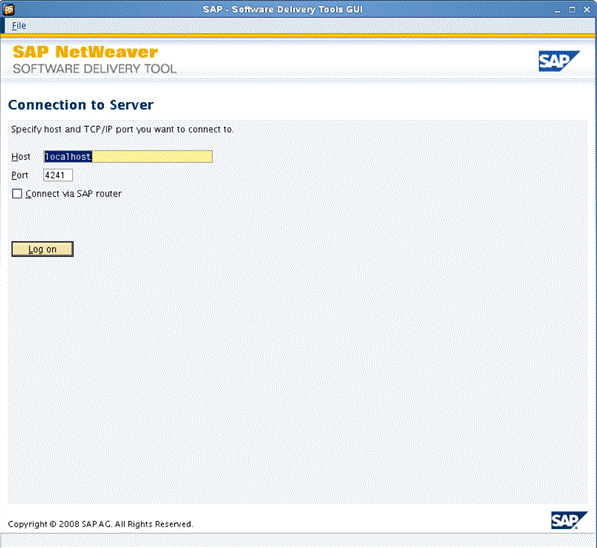 SAP - Software Delivery Tools GUI
File
SAP NetWeaver
SOFTWARE DELIVERY TOOL
SAP
Connection to Server
Specify host and TCP/IP port you want to connect to.
Host localhost
Port 4241
Connect via SAP router
Log on
Copyright © 2008 SAP AG. All Rights Reserved.
SAP